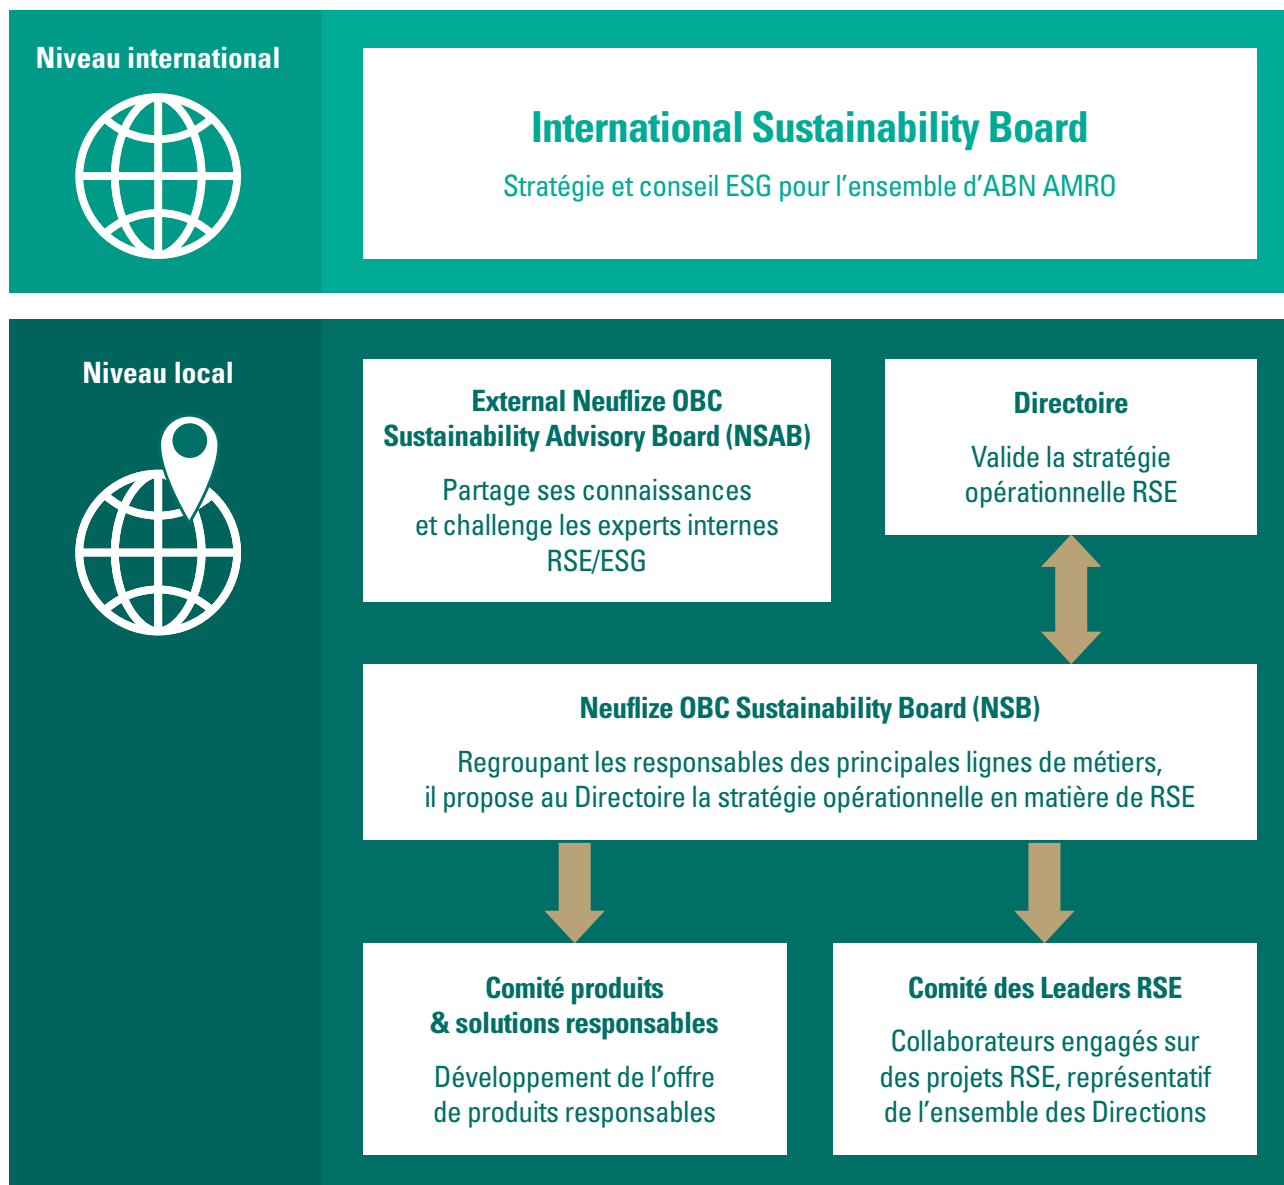 Niveau international
International Sustainability Board
Stratégie et conseil ESG pour l’ensemble d’ABN AMRO
Niveau local
External Neuflize OBC
Sustainability Advisory Board (NSAB)
Partage ses connaissances
et challenge les experts internes
RSE/ESG
Directoire
Valide la stratégie
opérationnelle RSE
Neuflize OBC Sustainability Board (NSB)
Regroupant les responsables des principales lignes de métiers,
il propose au Directoire la stratégie opérationnelle en matière de RSE
Comité produits
& solutions responsables
Développement de l’offre
de produits responsables
Comité des Leaders RSE
Collaborateurs engagés sur
des projets RSE, représentatif
de l’ensemble des Directions